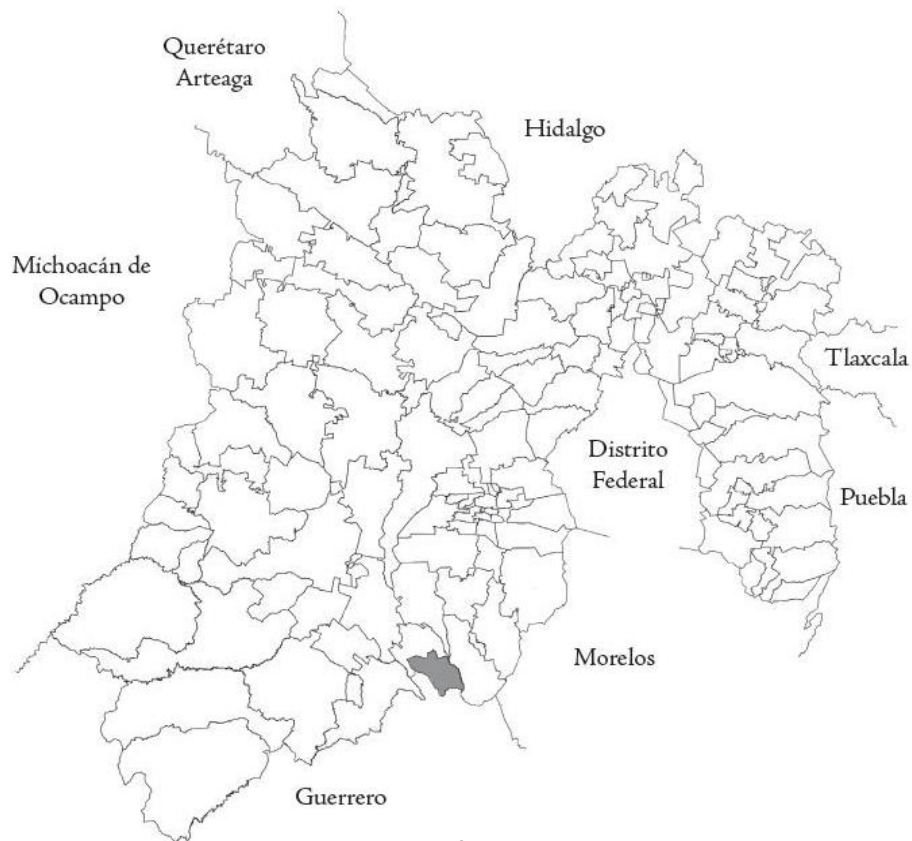 Querétaro
Arteaga
Hidalgo
Michoacán de
Ocampo
Tlaxcala
Distrito
Federal
Puebla
Morelos
Guerrero